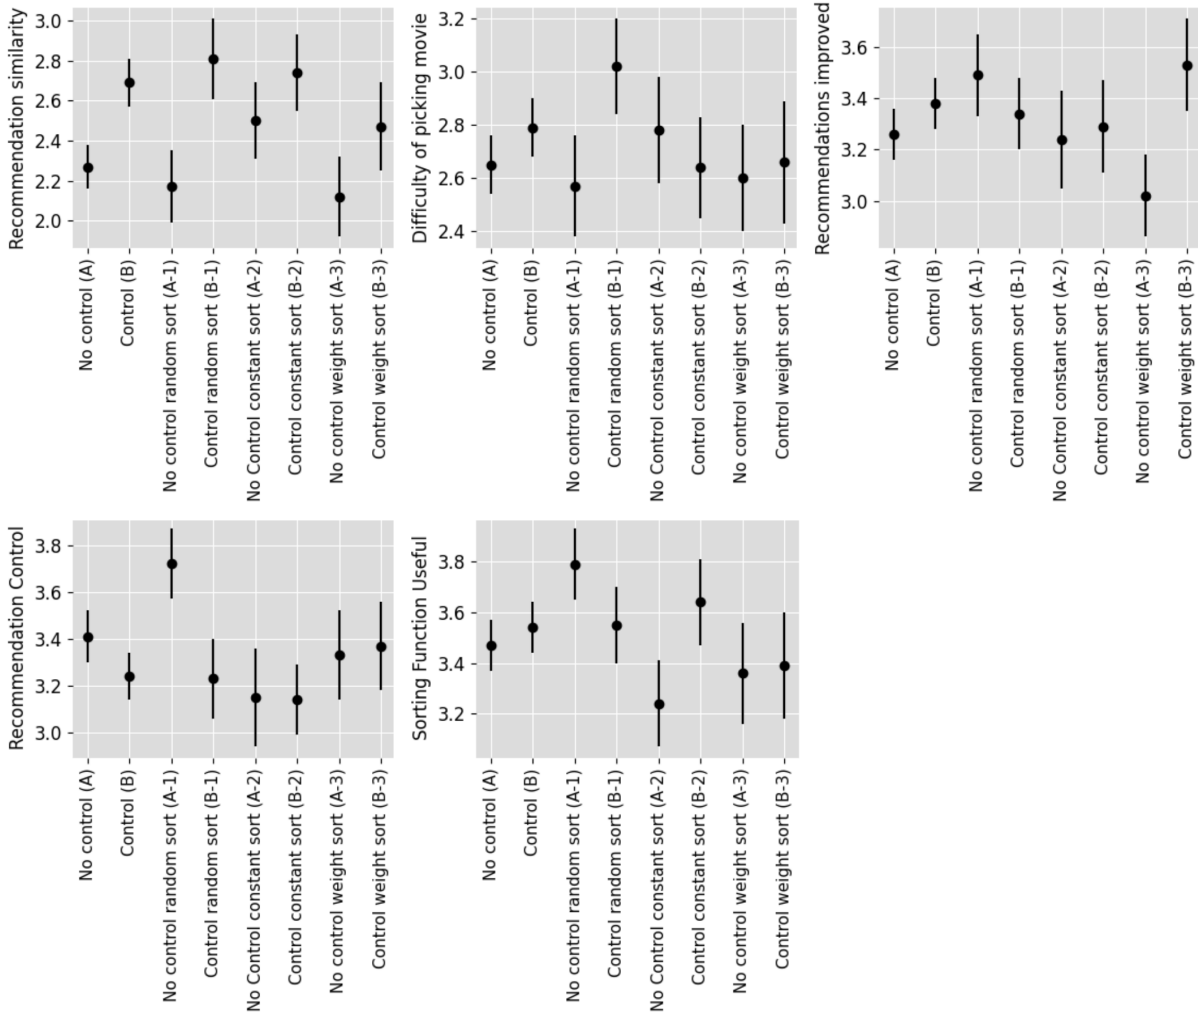 Recommendation similarity
3.0
2.8
2.6
2.4
2.2
2.0
No control (A)
Control (B)
No control random sort (A-1)
Control random sort (B-1)
No Control constant sort (A-2)
Control constant sort (B-2)
No control weight sort (A-3)
Control weight sort (B-3)
Difficulty of picking movie
3.2
3.0
2.8
2.6
2.4
No control (A)
Control (B)
No control random sort (A-1)
Control random sort (B-1)
No Control constant sort (A-2)
Control constant sort (B-2)
No control weight sort (A-3)
Control weight sort (B-3)
Recommendations improved
3.6
3.4
3.2
3.0
No control (A)
Control (B)
No control random sort (A-1)
Control random sort (B-1)
No Control constant sort (A-2)
Control constant sort (B-2)
No control weight sort (A-3)
Control weight sort (B-3)
Recommendation Control
3.8
3.6
3.4
3.2
3.0
No control (A)
Control (B)
No control random sort (A-1)
Control random sort (B-1)
No Control constant sort (A-2)
Control constant sort (B-2)
No control weight sort (A-3)
Control weight sort (B-3)
Sorting Function Useful
3.8
3.6
3.4
3.2
No control (A)
Control (B)
No control random sort (A-1)
Control random sort (B-1)
No Control constant sort (A-2)
Control constant sort (B-2)
No control weight sort (A-3)
Control weight sort (B-3)